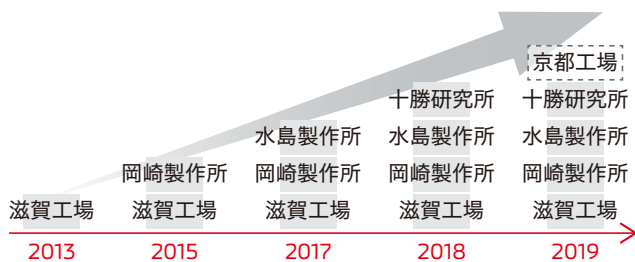 京都工場
十勝研究所 十勝研究所
水島製作所 水島製作所 水島製作所
岡崎製作所 岡崎製作所 岡崎製作所 岡崎製作所
滋賀工場 滋賀工場 滋賀工場 滋賀工場 滋賀工場
2013 2015 2017 2018 2019